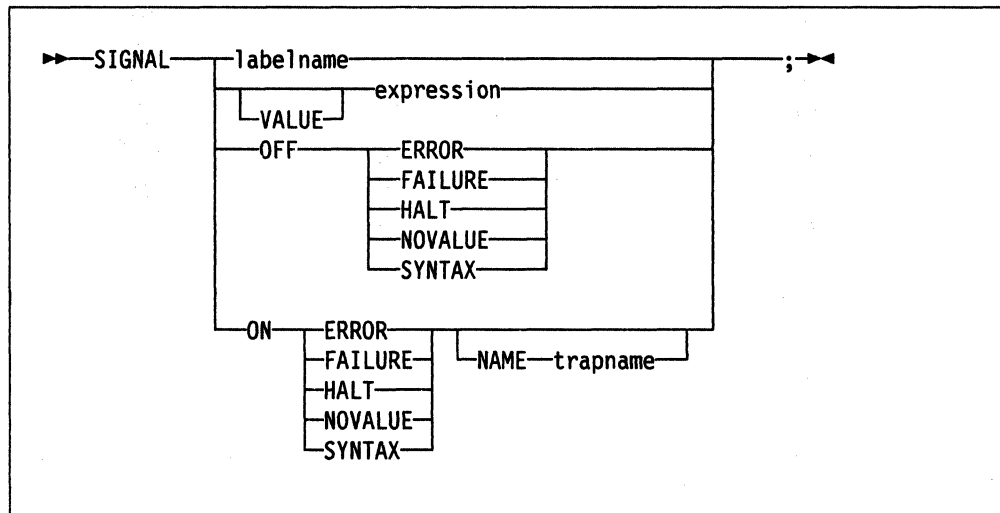 SIGNAL labelname ;
expression
VALUE
OFF ERROR
FAILURE
HALT
NOVALUE
SYNTAX
ON ERROR
FAILURE NAME trapname
HALT
NOVALUE
SYNTAX